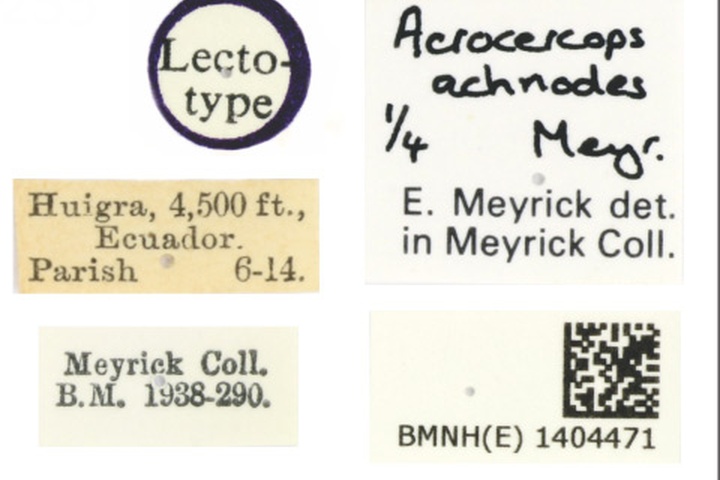 Lecto-
type
Huigra, 4,500 ft.,
Ecuador.
Parish 6-14.
Meyrick Coll.
B.M. 1938-290.
Acrocercops
achnodes
1/4 Meyr.
E. Meyrick det.
in Meyrick Coll.
BMNH(E) 1404471